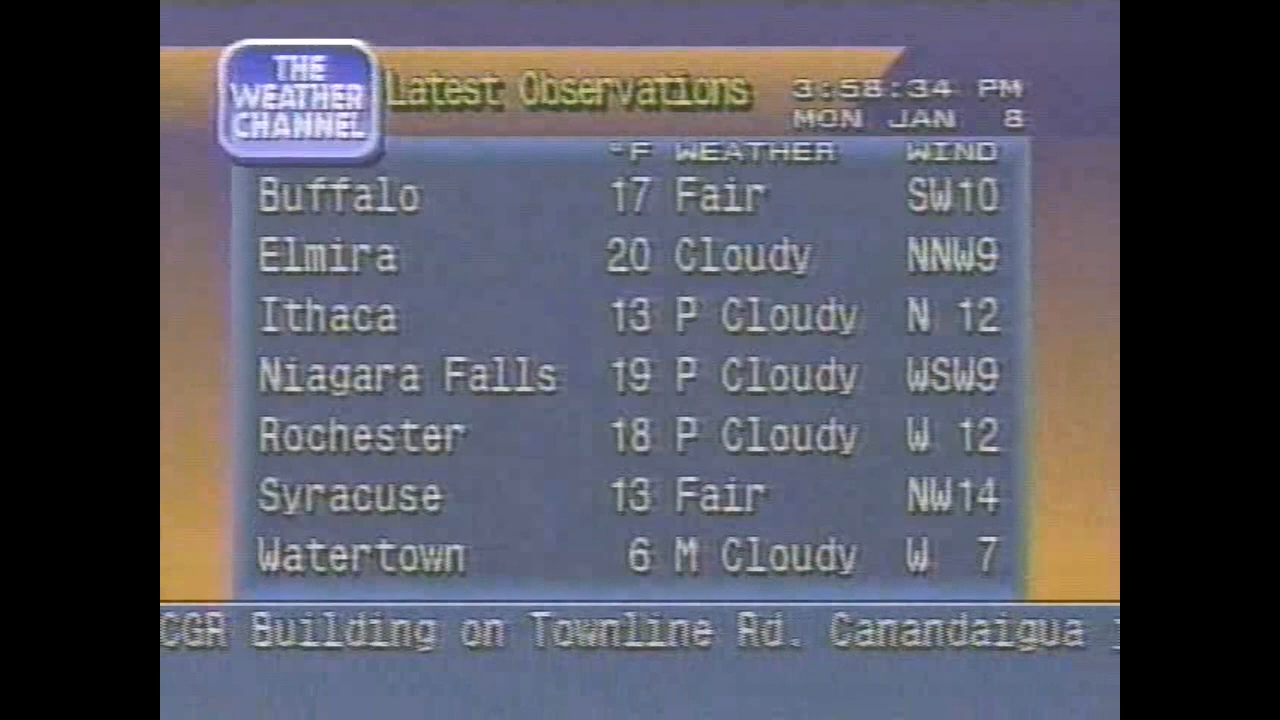 THE
WEATHER
CHANNEL
Latest Observations
3:58:34 PM
MON JAN 8
°F WEATHER WIND
Buffalo 17 Fair SW10
Elmira 20 Cloudy NNW9
Ithaca 13 P Cloudy N 12
Niagara Falls 19 P Cloudy WSW9
Rochester 18 P Cloudy W 12
Syracuse 13 Fair NW14
Watertown 6 M Cloudy W 7
CGR Building on Townline Rd. Canandaigua